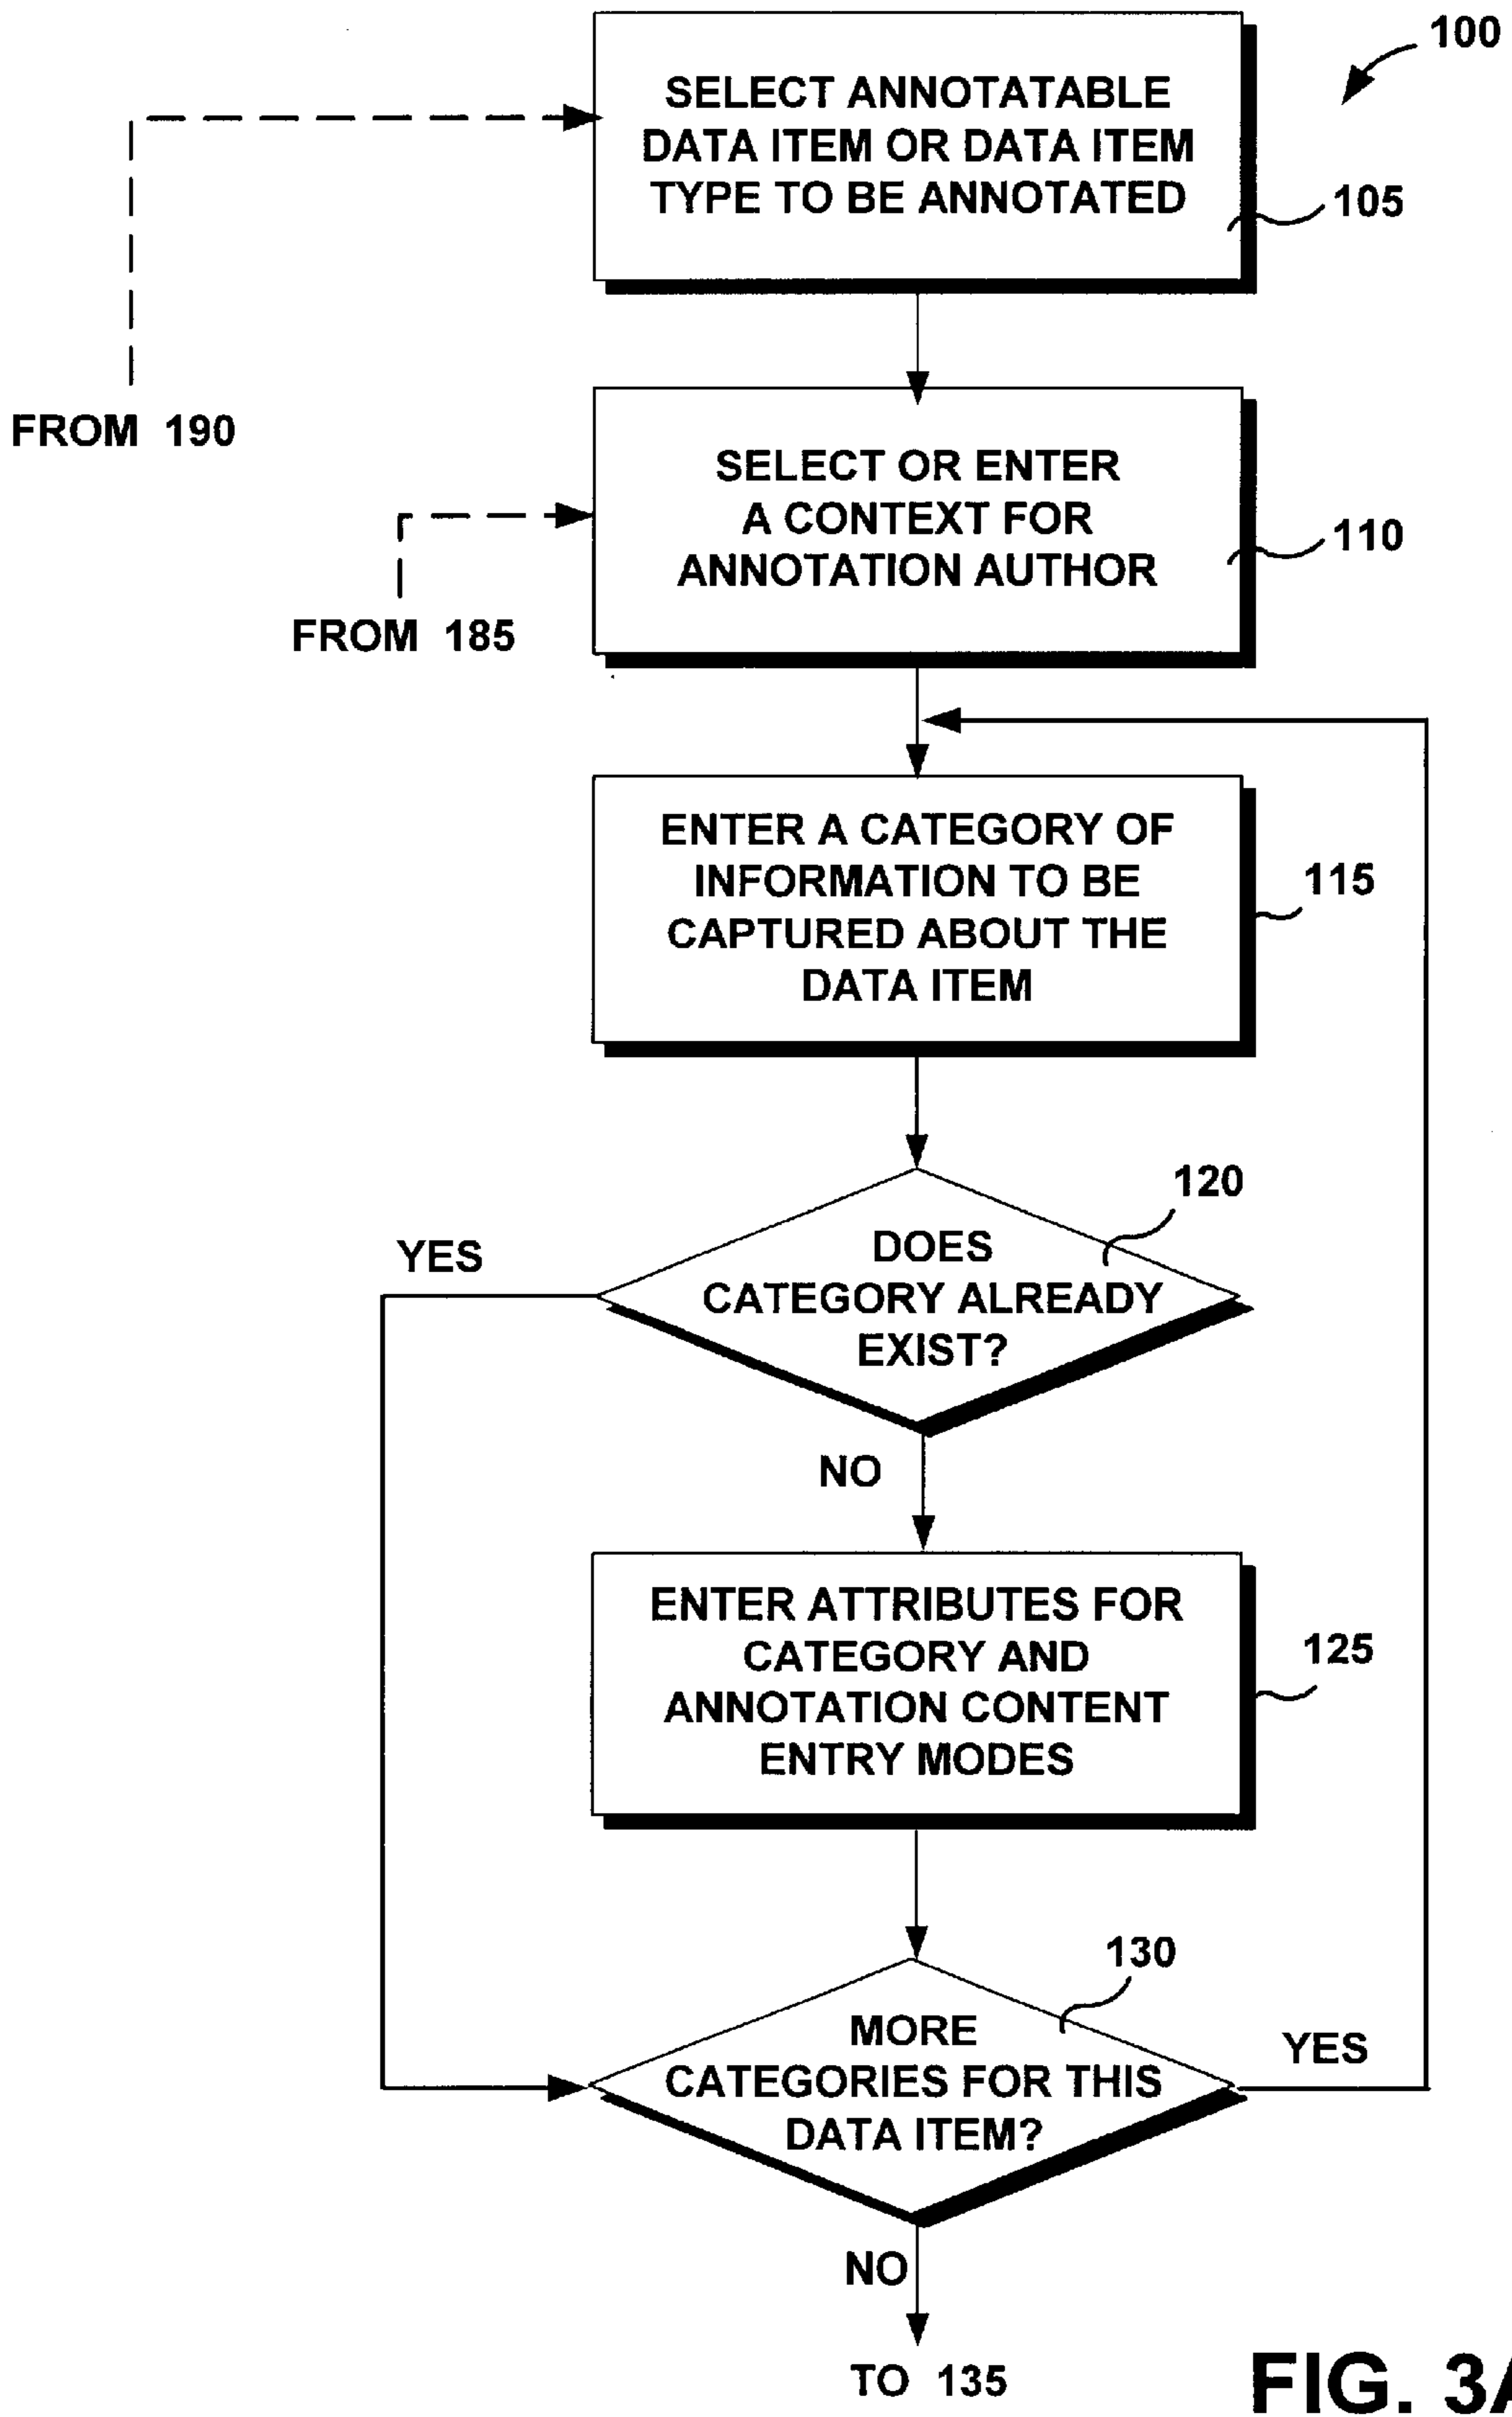 100
SELECT ANNOTATABLE
DATA ITEM OR DATA ITEM
TYPE TO BE ANNOTATED
105
FROM 190
SELECT OR ENTER
A CONTEXT FOR
ANNOTATION AUTHOR
110
FROM 185
ENTER A CATEGORY OF
INFORMATION TO BE
CAPTURED ABOUT THE
DATA ITEM
115
120
YES
DOES
CATEGORY ALREADY
EXIST?
NO
ENTER ATTRIBUTES FOR
CATEGORY AND
ANNOTATION CONTENT
ENTRY MODES
125
130
MORE
CATEGORIES FOR THIS
DATA ITEM?
YES
NO
TO 135
FIG. 3A